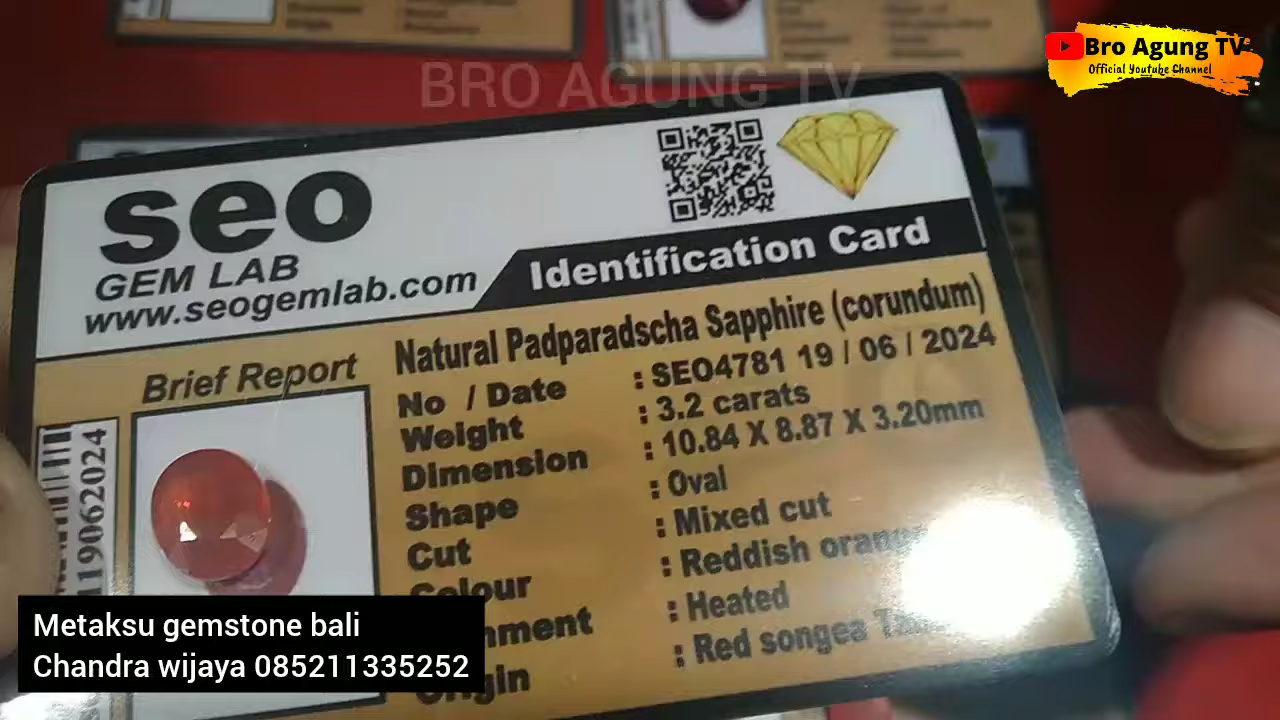 Bro Agung TV
Official Youtube Channel
BRO AGUNG TV
seo
GEM LAB
www.seogemlab.com
Identification Card
Brief Report
Natural Padparadscha Sapphire (corundum)
No / Date : SEO4781 19 / 06 / 2024
Weight : 3.2 carats
Dimension : 10.84 X 8.87 X 3.20mm
Shape : Oval
Cut : Mixed cut
Colour : Reddish
: Heated
: Red songea
119062024
Metaksu gemstone bali
Chandra wijaya 085211335252